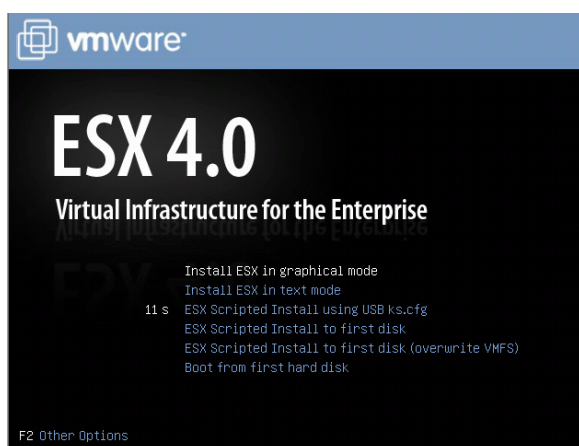 vmware
ESX 4.0
Virtual Infrastructure for the Enterprise
Install ESX in graphical mode
Install ESX in text mode
11 s ESX Scripted Install using USB ks.cfg
ESX Scripted Install to first disk
ESX Scripted Install to first disk (overwrite VMFS)
Boot from first hard disk
F2 Other Options